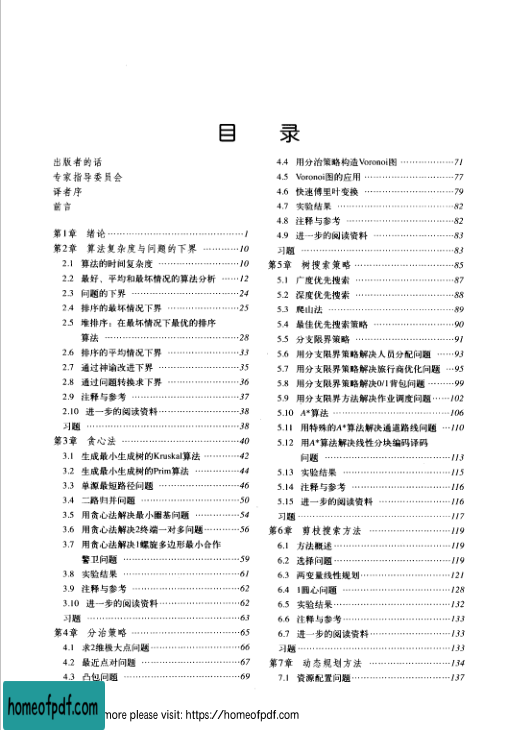 目 录
出版者的话
专家指导委员会
译者序
前言
第1章 绪论 …………………………………1
第2章 算法复杂度与问题的下界 …………10
2.1 算法的时间复杂度 …………………10
2.2 最好、平均和最坏情况的算法分析 ……12
2.3 问题的下界 …………………………24
2.4 排序的最坏情况下界 ………………25
2.5 堆排序：在最坏情况下最优的排序
算法 …………………………………28
2.6 排序的平均情况下界 ………………33
2.7 通过神谕改进下界 …………………35
2.8 通过问题转换求下界 ………………36
2.9 注释与参考 …………………………37
2.10 进一步的阅读资料…………………38
习题 ……………………………………38
第3章 贪心法 ……………………………40
3.1 生成最小生成树的Kruskal算法 ………42
3.2 生成最小生成树的Prim算法 …………44
3.3 单源最短路径问题 …………………46
3.4 二路归并问题 ………………………50
3.5 用贪心法解决最小圈基问题 …………54
3.6 用贪心法解决2终端一对多问题………56
3.7 用贪心法解决1螺旋多边形最小合作
警卫问题 ……………………………59
3.8 实验结果 ……………………………61
3.9 注释与参考 …………………………62
3.10 进一步的阅读资料…………………62
习题 ……………………………………63
第4章 分治策略 …………………………65
4.1 求2维极大点问题……………………66
4.2 最近点对问题 ………………………67
4.3 凸包问题 ……………………………69
4.4 用分治策略构造Voronoi图 ……………71
4.5 Voronoi图的应用 ……………………77
4.6 快速傅里叶变换 ……………………79
4.7 实验结果 ……………………………82
4.8 注释与参考 …………………………82
4.9 进一步的阅读资料 …………………83
习题 ……………………………………83
第5章 树搜索策略 ………………………85
5.1 广度优先搜索 ………………………87
5.2 深度优先搜索 ………………………88
5.3 爬山法 ………………………………89
5.4 最佳优先搜索策略 …………………90
5.5 分支限界策略 ………………………91
5.6 用分支限界策略解决人员分配问题 ……93
5.7 用分支限界策略解决旅行商优化问题 …95
5.8 用分支限界策略解决0/1背包问题 ………99
5.9 用分支限界方法解决作业调度问题……102
5.10 A*算法 ……………………………106
5.11 用特殊的A*算法解决通道路线问题 …110
5.12 用A*算法解决线性分块编码译码
问题 …………………………………113
5.13 实验结果 …………………………115
5.14 注释与参考 ………………………116
5.15 进一步的阅读资料 ………………116
习题……………………………………117
第6章 剪枝搜索方法 ……………………119
6.1 方法概述……………………………119
6.2 选择问题……………………………119
6.3 两变量线性规划……………………121
6.4 1圆心问题 …………………………128
6.5 实验结果……………………………132
6.6 注释与参考…………………………133
6.7 进一步的阅读资料…………………133
习题……………………………………133
第7章 动态规划方法 ……………………134
7.1 资源配置问题………………………137
homeofpdf.com
more please visit: https://homeofpdf.com